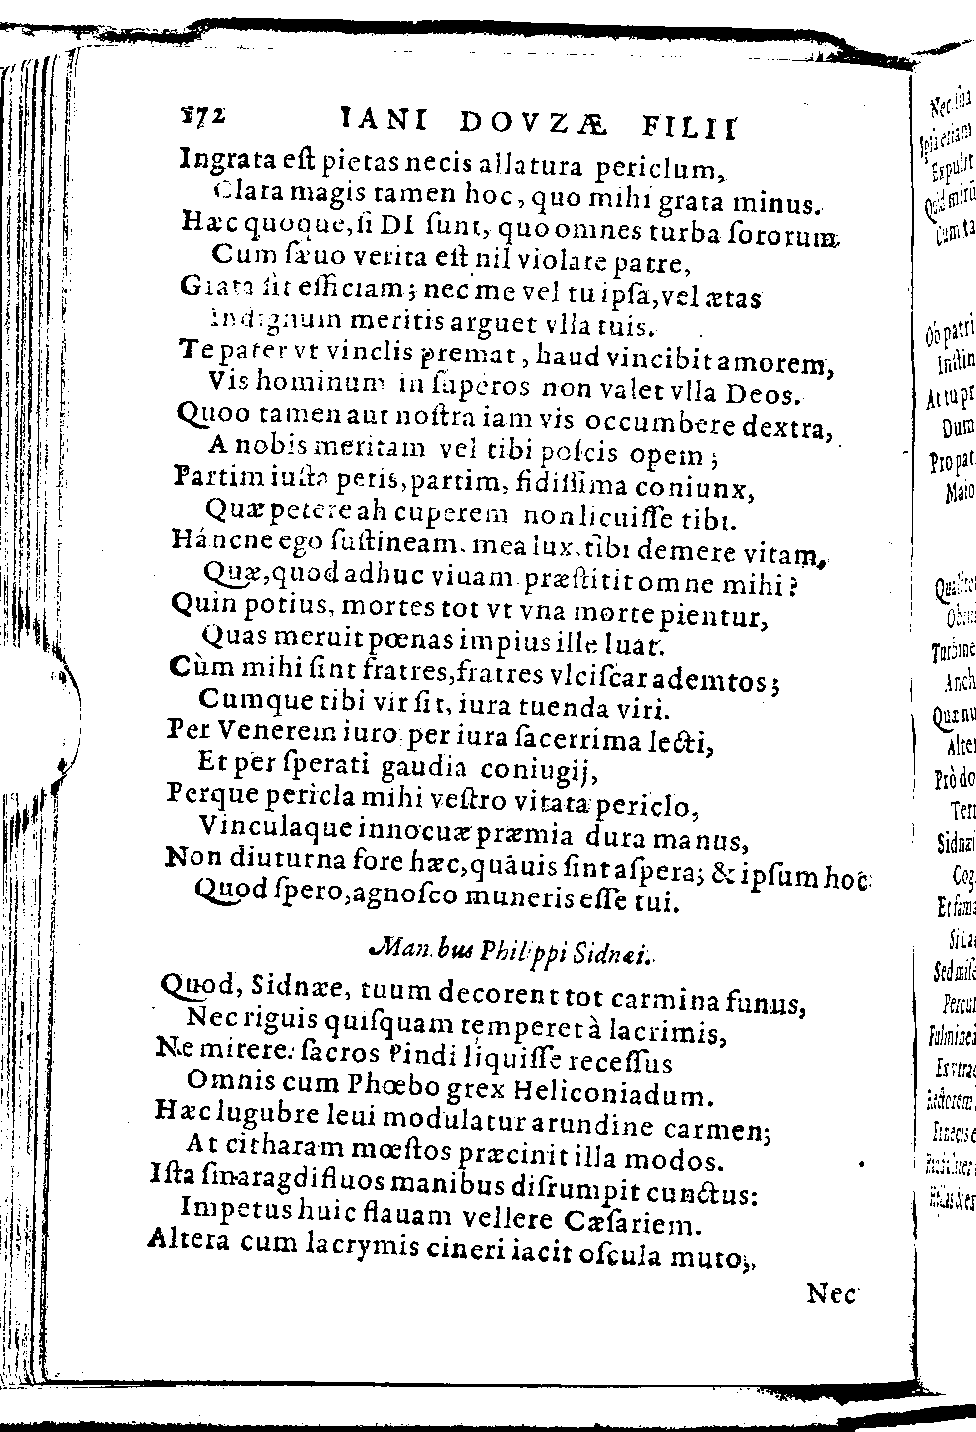 172 IANI DOVZÆ FILII
Ingrata eſt pietas necis allatura periclum,
Clara magis tamen hoc, quo mihi grata minus.
Hæc quoque, ſi DI ſunt, quo omnes turba ſororum
Cum ſæuo verita eſt nil violare patre,
Grata ſit efficiam; nec me vel tu ipſa, vel ætas
Indignum meritis arguet vlla tuis.
Te pater vt vinclis premat, haud vincibit amorem,
Vis hominum in ſuperos non valet vlla Deos.
Quoo tamen aut noſtra iam vis occumbere dextra,
A nobis meritam vel tibi poſcis opem;
Partim iuſta petis, partim, fidiſſima coniunx,
Quæ petere ah cuperem non licuiſſe tibi.
Háncne ego ſuſtineam, mea lux, tibi demere vitam,
Quæ, quod adhuc viuam præſtitit omne mihi?
Quin potius, mortes tot vt vna morte pientur,
Quas meruit pœnas impius ille luat.
Cùm mihi ſint fratres, fratres vlciſcar ademtos;
Cumque tibi vir ſit, iura tuenda viri.
Per Venerem iuro per iura ſacerrima lecti,
Et per ſperati gaudia coniugij,
Perque pericla mihi veſtro vitata periclo,
Vinculaque innocuæ præmia dura manus,
Non diuturna fore hæc, quāuis ſint aſpera; & ipſum hoc
Quod ſpero, agnoſco muneris eſſe tui.
Manibus Philippi Sidnæi.
Quod, Sidnæe, tuum decorent tot carmina funus,
Nec riguis quiſquam temperet à lacrimis,
Ne mirere: ſacros Pindi liquiſſe receſſus
Omnis cum Phœbo grex Heliconiadum.
Hæc lugubre leui modulatur arundine carmen;
At citharam mœſtos præcinit illa modos.
Iſta ſmaragdifluos manibus diſrumpit cunctus:
Impetus huic flauam vellere Cæſariem.
Altera cum lacrymis cineri iacit oſcula muto;
Nec